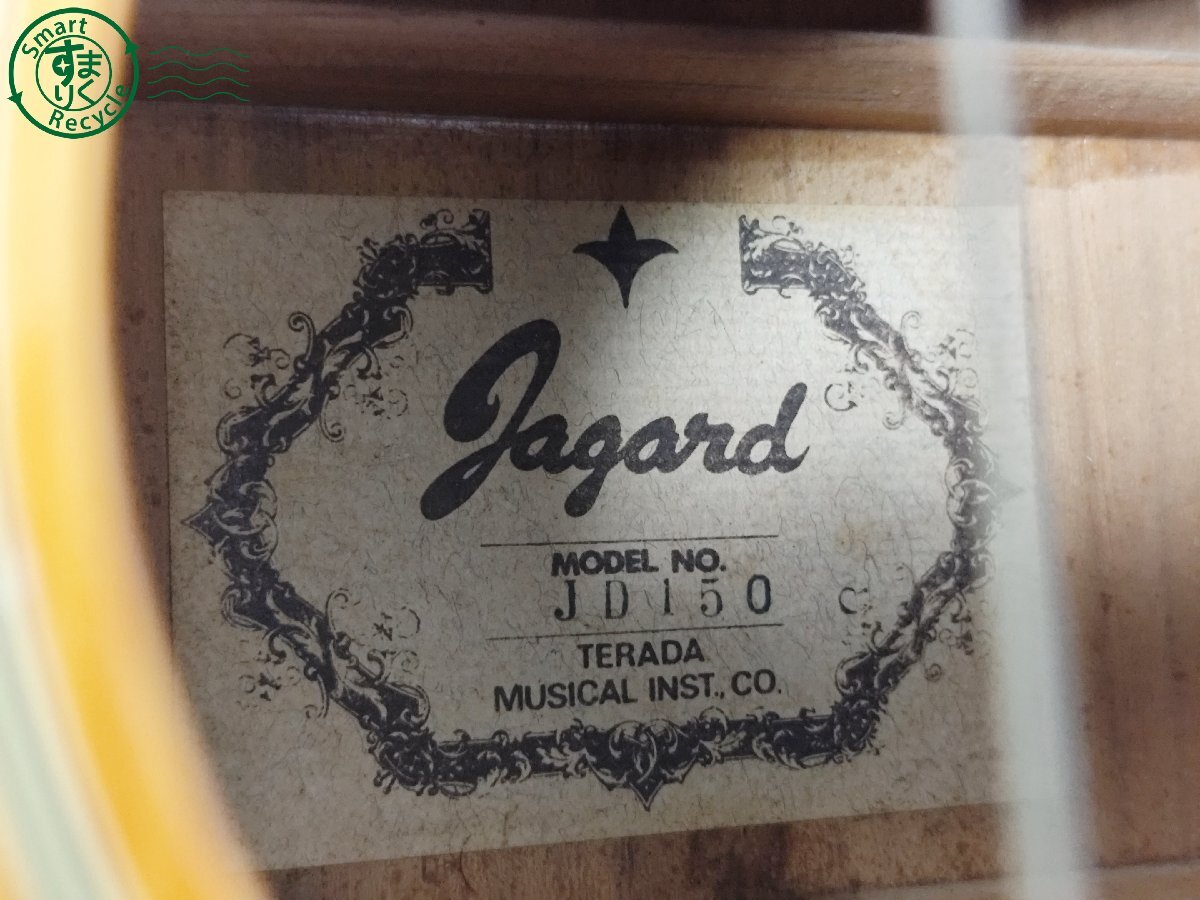 Smart
すまりく
Recycle
Jagard
MODEL NO.
JD150
TERADA
MUSICAL INST., CO.